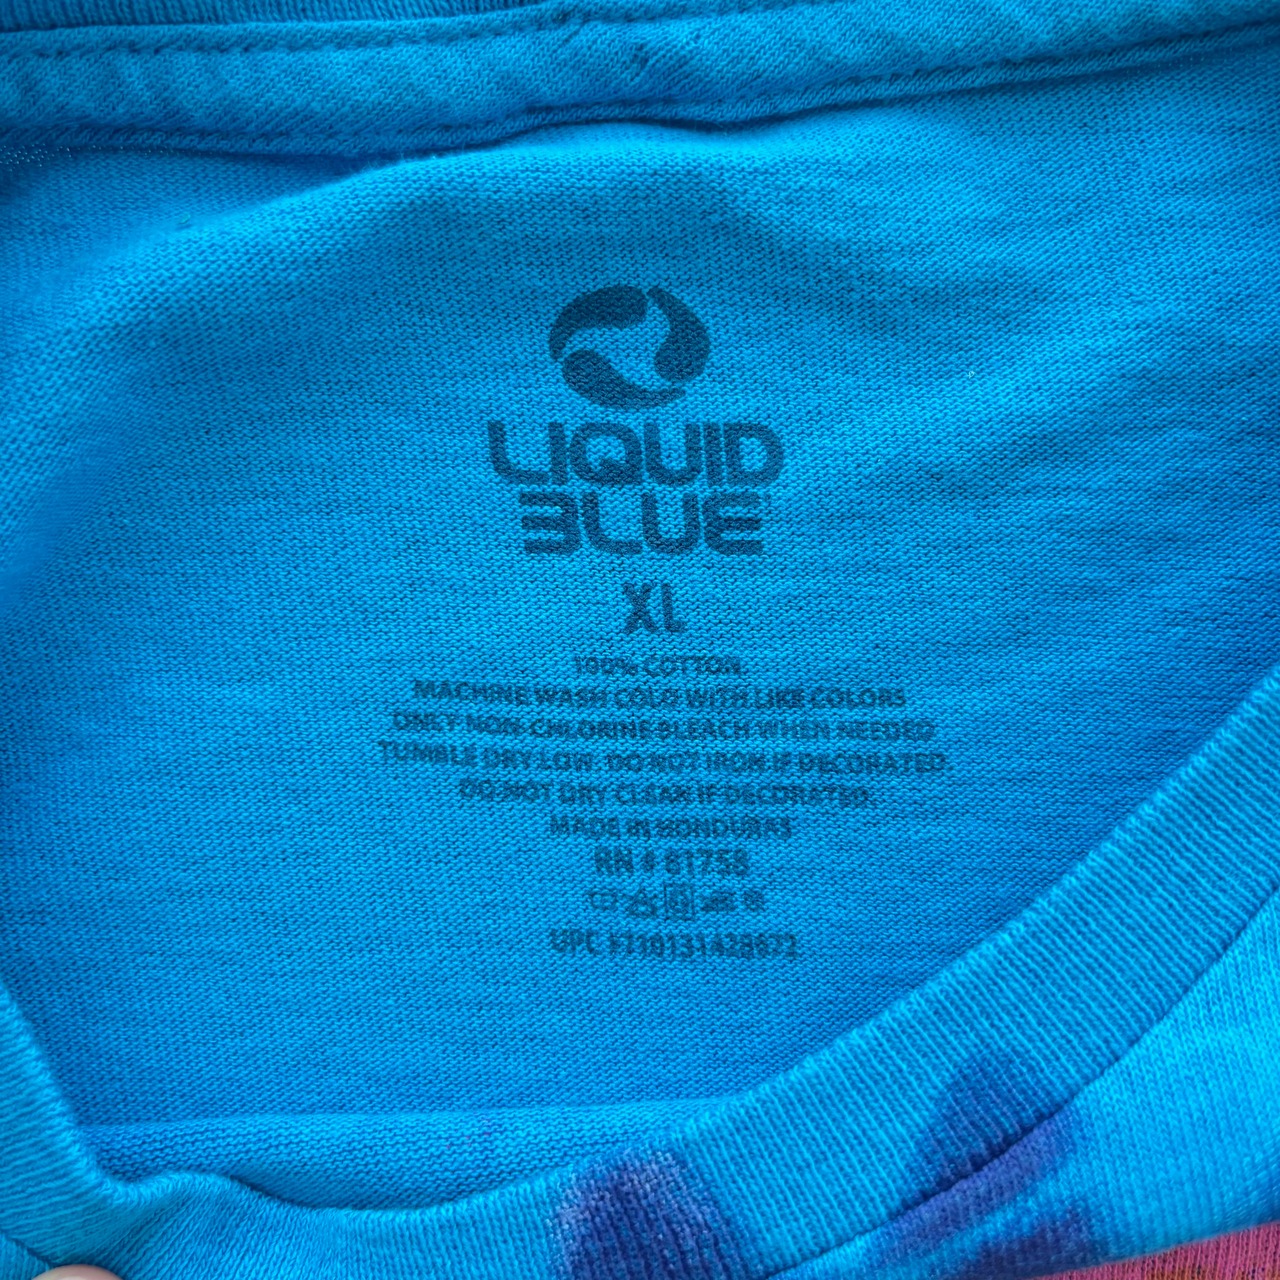 LIQUID
BLUE
XL
100% COTTON.
MACHINE WASH COLD WITH LIKE COLORS
ONLY NON-CHLORINE BLEACH WHEN NEEDED
TUMBLE DRY LOW. DO NOT IRON IF DECORATED.
DO NOT DRY CLEAN IF DECORATED.
MADE IN HONDURAS
RN # 81758
UPC